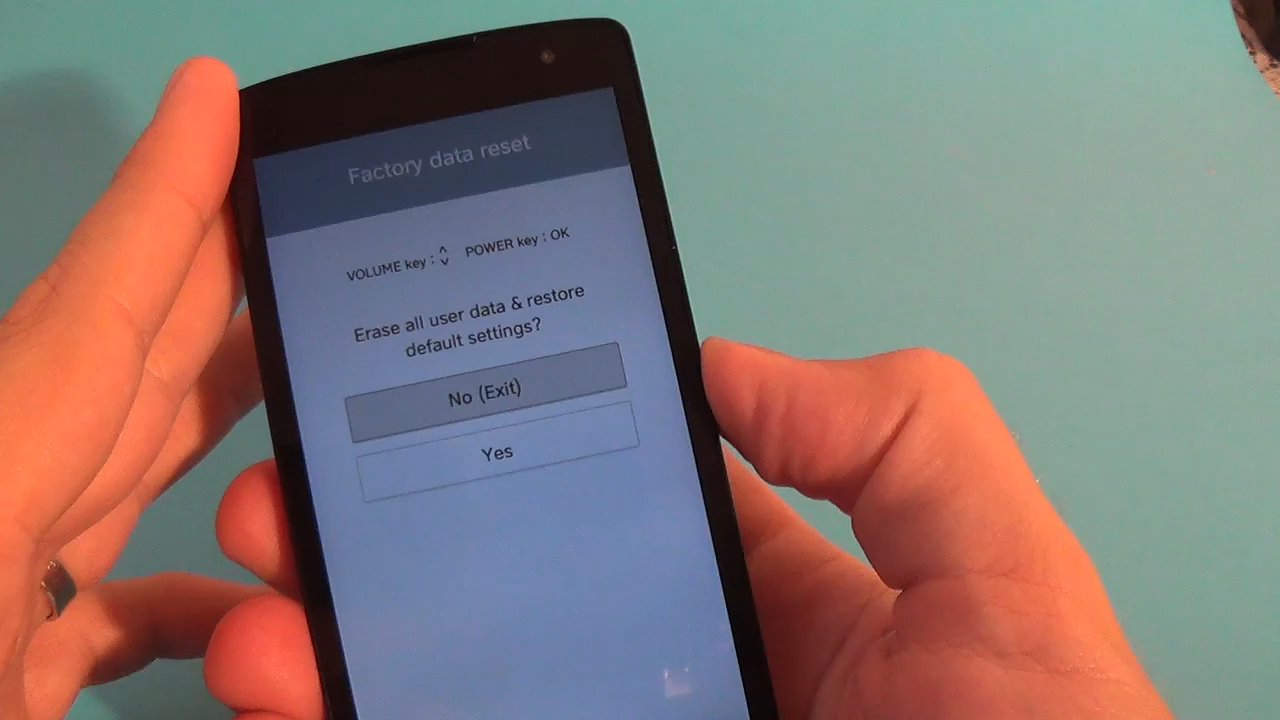 Factory data reset
VOLUME key : ^ v POWER key : OK
Erase all user data & restore
default settings?
No (Exit)
Yes